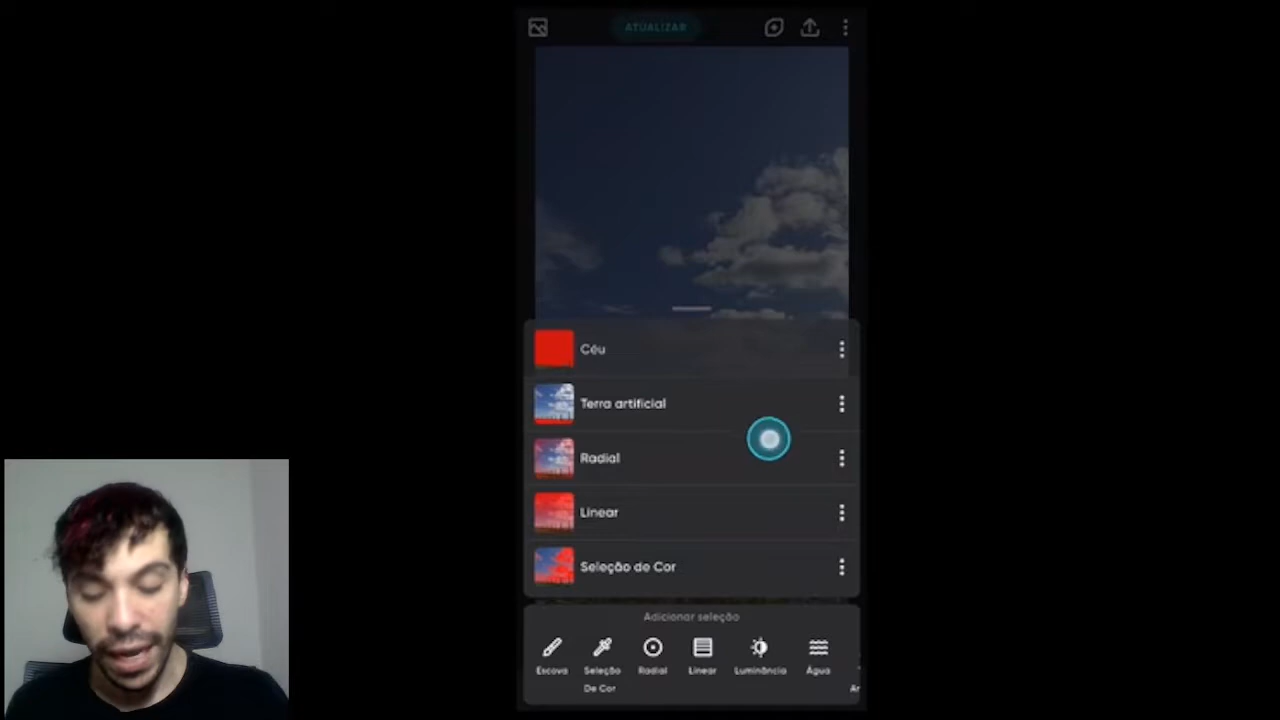 ATUALIZAR
Céu
Terra artificial
Radial
Linear
Seleção de Cor
Adicionar seleção
Escova
Seleção
De Cor
Radial
Linear
Luminância
Água
Ar